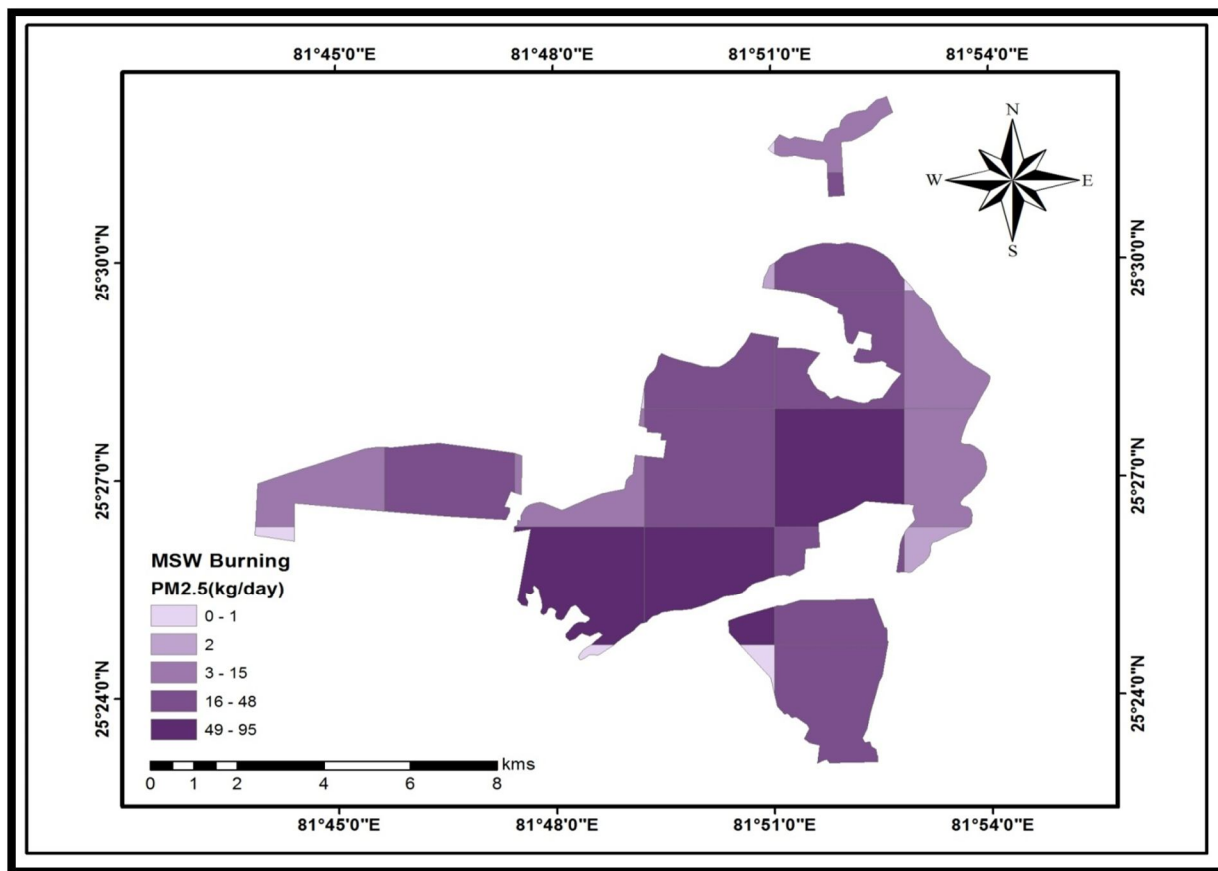 81°45'0"E 81°48'0"E 81°51'0"E 81°54'0"E
N
W E
S
25°30'0"N 25°30'0"N
25°27'0"N 25°27'0"N
MSW Burning
PM2.5(kg/day)
0 - 1
2
3 - 15
16 - 48
49 - 95
25°24'0"N 25°24'0"N
kms
0 1 2 4 6 8
81°45'0"E 81°48'0"E 81°51'0"E 81°54'0"E